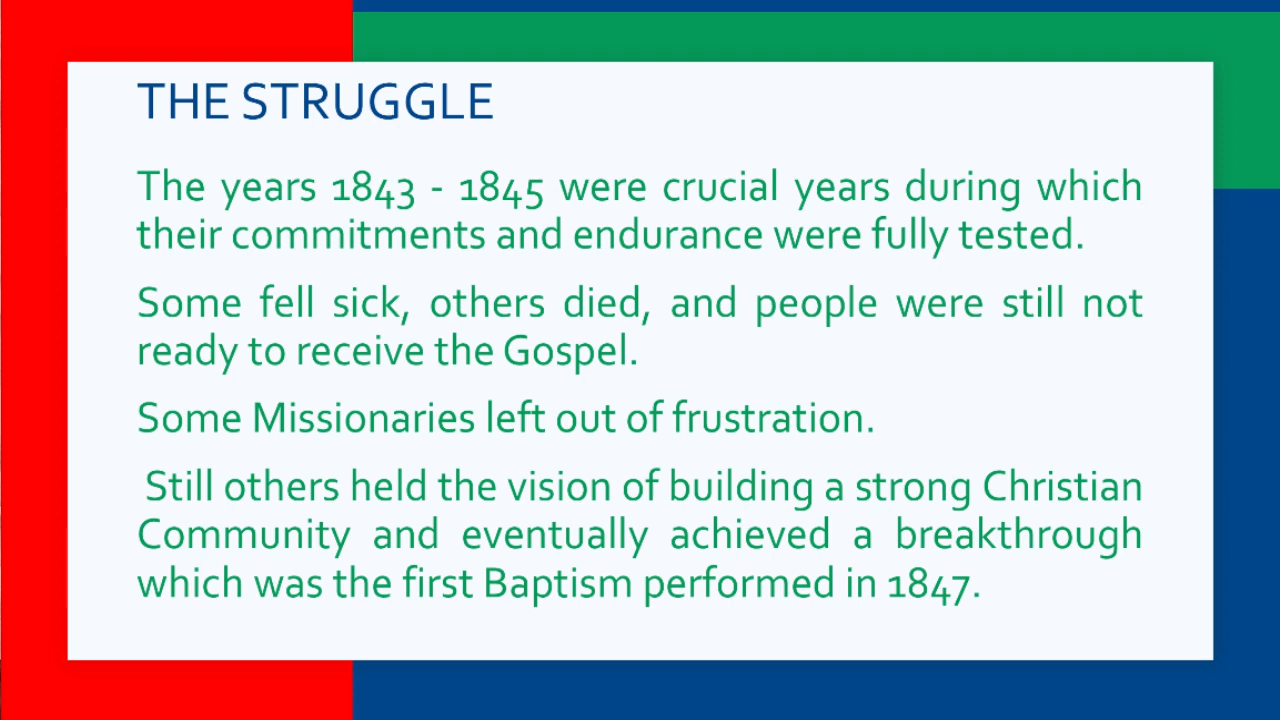 THE STRUGGLE
The years 1843 - 1845 were crucial years during which
their commitments and endurance were fully tested.
Some fell sick, others died, and people were still not
ready to receive the Gospel.
Some Missionaries left out of frustration.
Still others held the vision of building a strong Christian
Community and eventually achieved a breakthrough
which was the first Baptism performed in 1847.